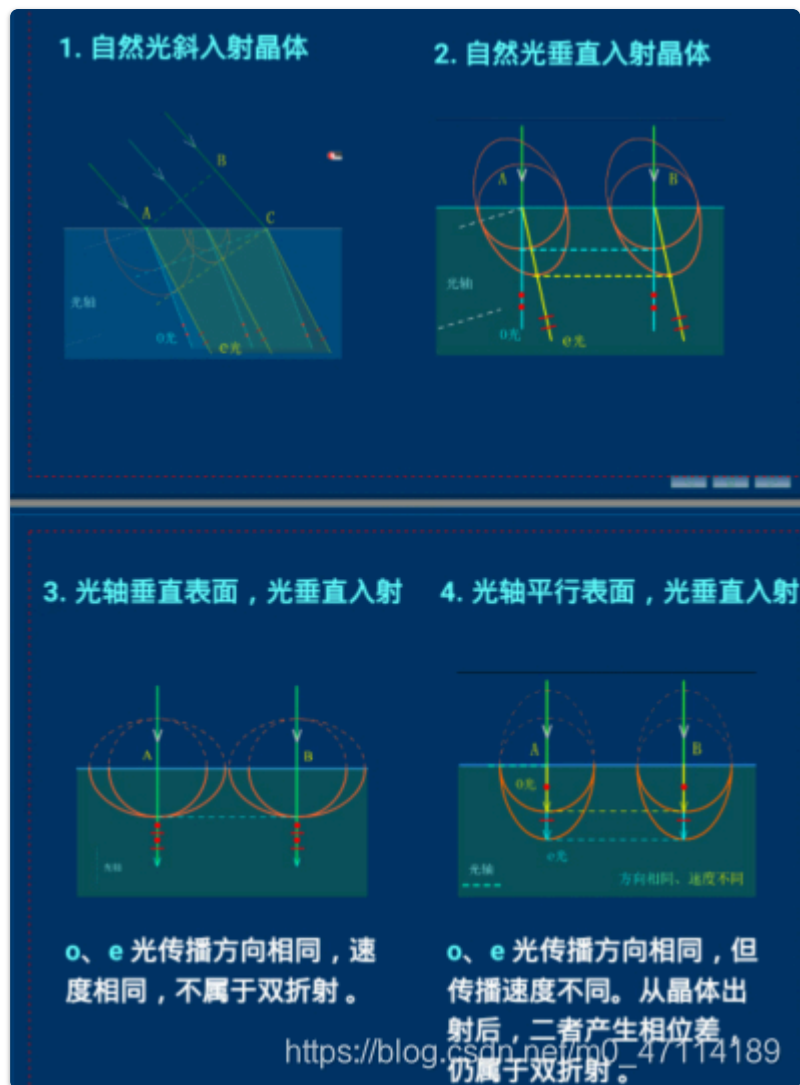 1. 自然光斜入射晶体
2. 自然光垂直入射晶体
B
A
C
光轴
o光
e光
A
B
光轴
o光
e光
3. 光轴垂直表面，光垂直入射
4. 光轴平行表面，光垂直入射
A
B
光轴
A
B
o光
e光
光轴
方向相同、速度不同
o、e 光传播方向相同，速
度相同，不属于双折射。
o、e 光传播方向相同，但
传播速度不同。从晶体出
射后，二者产生相位差，
仍属于双折射。
https://blog.csdn.net/m0_47114189